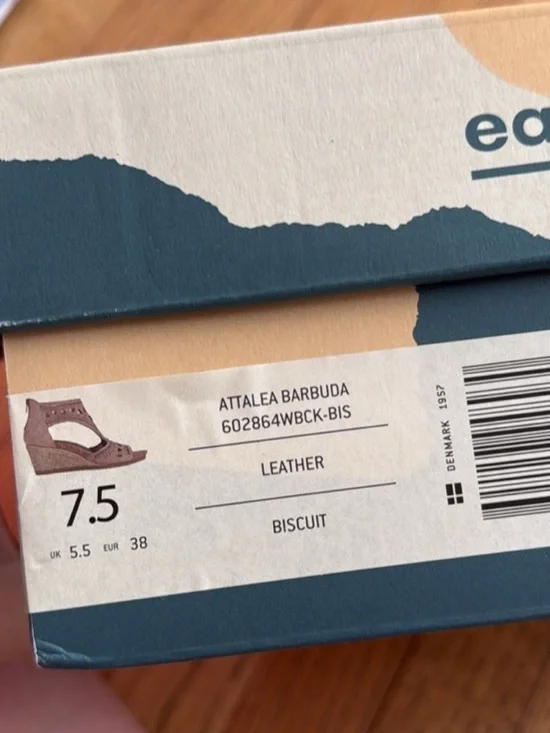 ea
ATTALEA BARBUDA
602864WBCK-BIS
LEATHER
BISCUIT
7.5
UK 5.5 EUR 38
DENMARK 1957